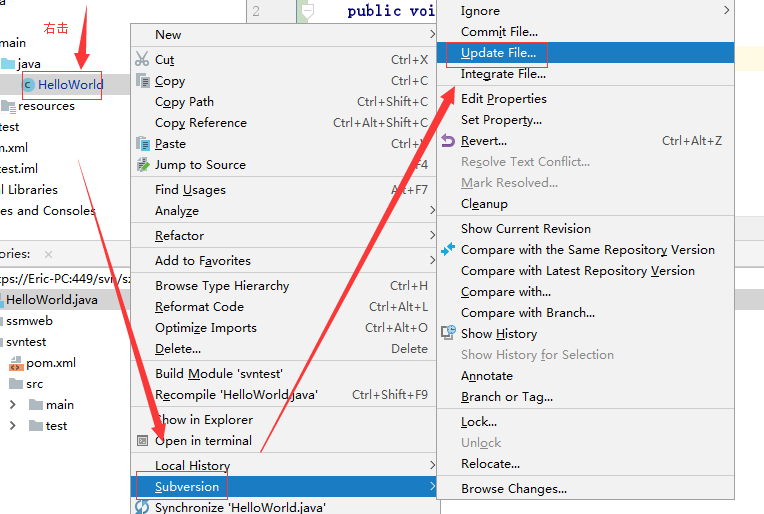 右击
main
java
HelloWorld
resources
test
m.xml
test.iml
al Libraries
es and Consoles
ories:
tps://Eric-PC:449/svn/sz
HelloWorld.java
ssmweb
svntest
pom.xml
src
main
test
2
public voi
New
Cut Ctrl+X
Copy Ctrl+C
Copy Path Ctrl+Shift+C
Copy Reference Ctrl+Alt+Shift+C
Paste Ctrl+V
Jump to Source F4
Find Usages Alt+F7
Analyze
Refactor
Add to Favorites
Browse Type Hierarchy Ctrl+H
Reformat Code Ctrl+Alt+L
Optimize Imports Ctrl+Alt+O
Delete... Delete
Build Module 'svntest'
Recompile 'HelloWorld.java' Ctrl+Shift+F9
Show in Explorer
Open in terminal
Local History
Subversion
Synchronize 'HelloWorld.java'
Ignore
Commit File...
Update File...
Integrate File...
Edit Properties
Set Property...
Revert... Ctrl+Alt+Z
Resolve Text Conflict...
Mark Resolved...
Cleanup
Show Current Revision
Compare with the Same Repository Version
Compare with Latest Repository Version
Compare with...
Compare with Branch...
Show History
Show History for Selection
Annotate
Branch or Tag...
Lock...
Unlock
Relocate...
Browse Changes...